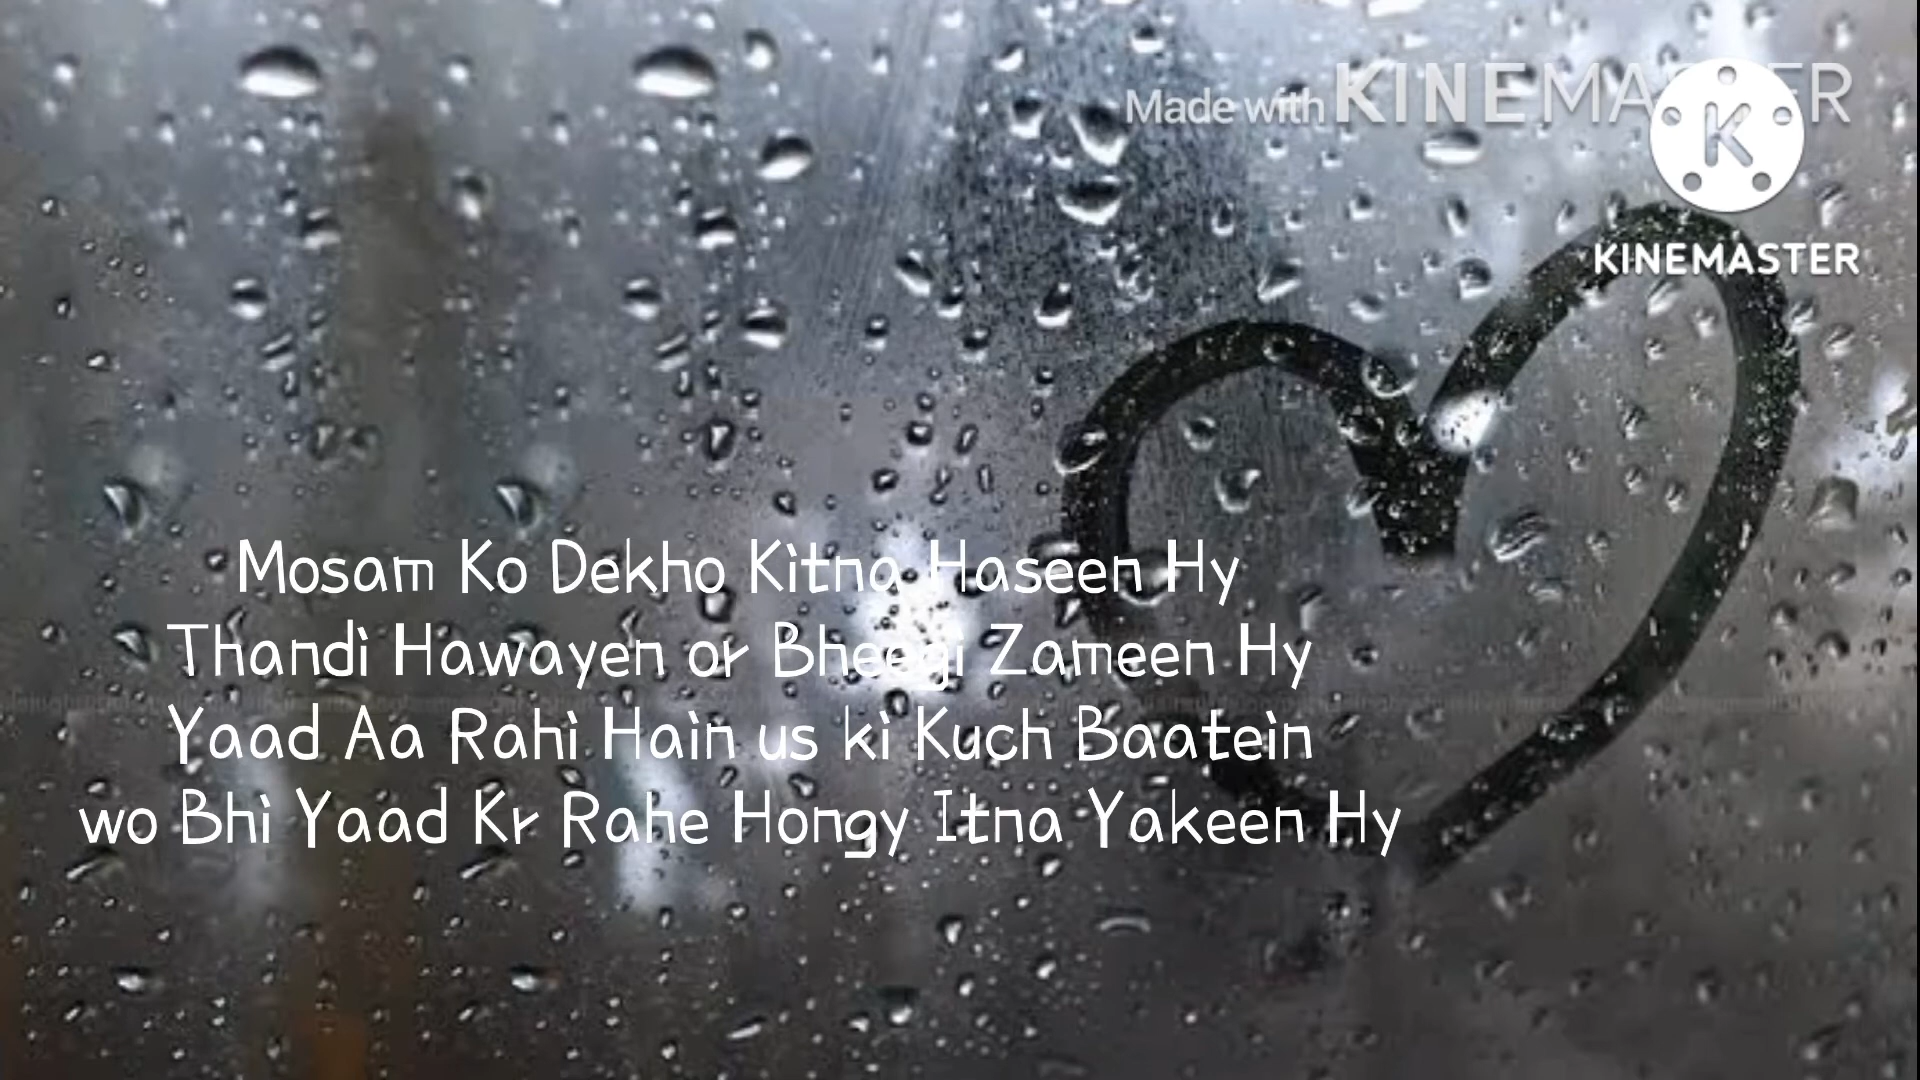 Made with KINEMASTER
KINEMASTER
Mosam Ko Dekho Kitna Haseen Hy
Thandi Hawayen or Bheegi Zameen Hy
Yaad Aa Rahi Hain us ki Kuch Baatein
wo Bhi Yaad Kr Rahe Hongy Itna Yakeen Hy